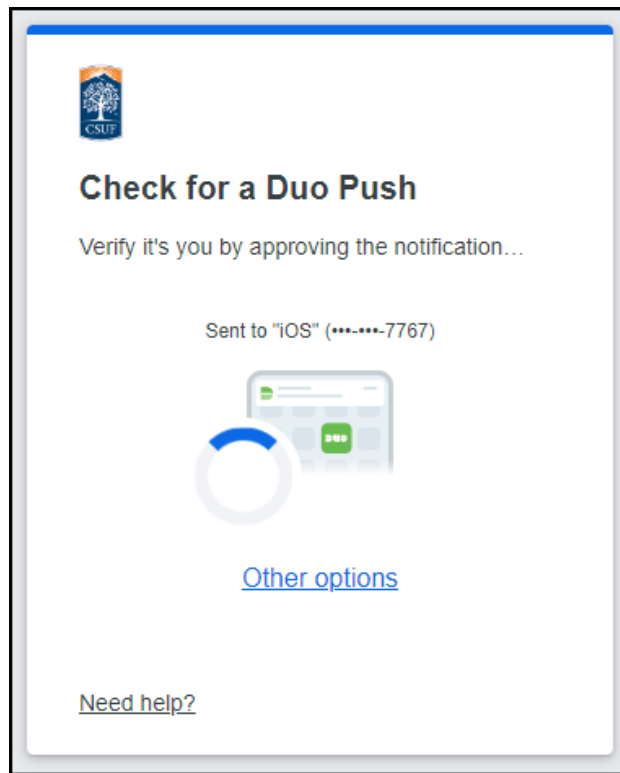 CSUF
Check for a Duo Push
Verify it's you by approving the notification...
Sent to "iOS" (•••-•••-7767)
DUO
Other options
Need help?